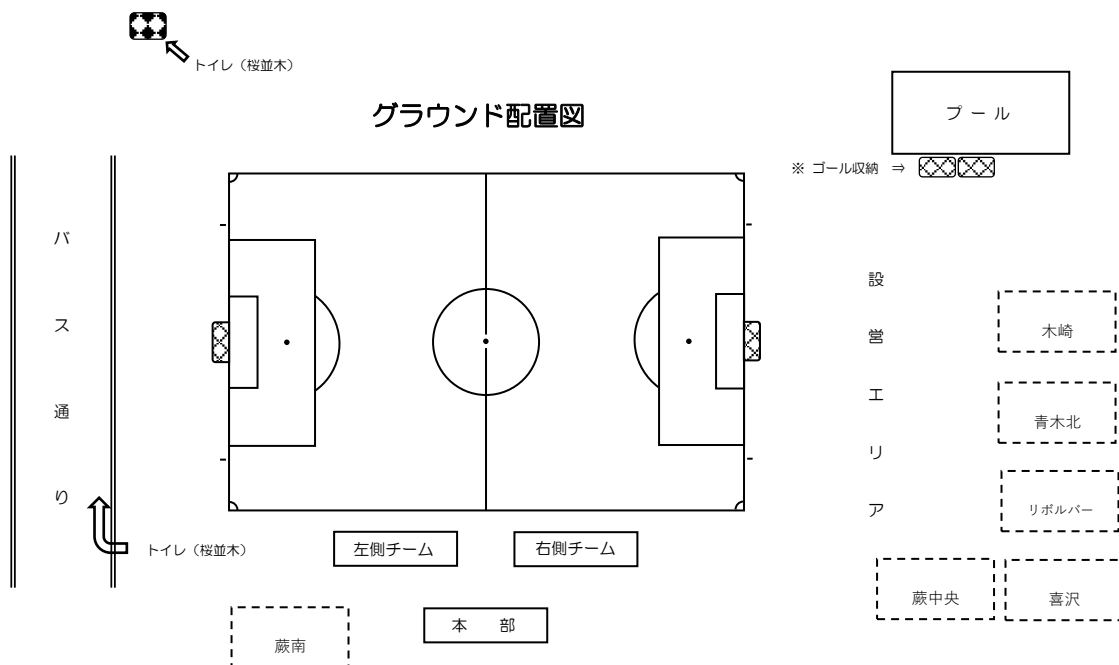 トイレ（桜並木）
グラウンド配置図
プ ー ル
※ ゴール収納 ⇒
バス通り
設営エリア
木崎
青木北
リボルバー
トイレ（桜並木）
左側チーム
右側チーム
蕨中央
喜沢
本 部
蕨南